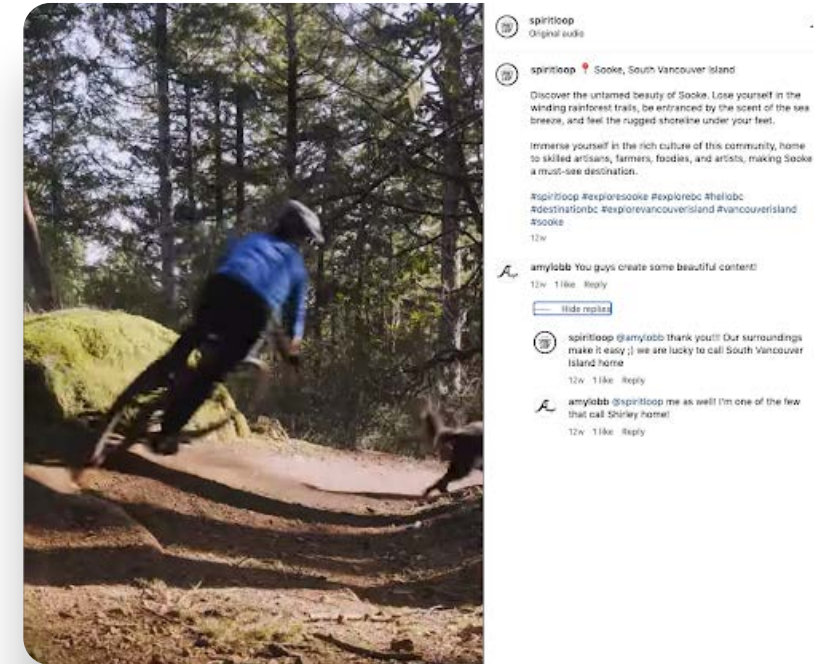 spiritloop
Original audio
spiritloop 📍 Sooke, South Vancouver Island
Discover the untamed beauty of Sooke. Lose yourself in the
winding rainforest trails, be entranced by the scent of the sea
breeze, and feel the rugged shoreline under your feet.
Immerse yourself in the rich culture of this community, home
to skilled artisans, farmers, foodies, and artists, making Sooke
a must-see destination.
#spiritloop #exploresooke #explorebc #hellobc
#destinationbc #explorevancouverisland #vancouverisland
#sooke
12w
amylobb You guys create some beautiful content!
12w 1 like Reply
Hide replies
spiritloop @amylobb thank you!!! Our surroundings
make it easy ;) we are lucky to call South Vancouver
Island home
12w 1 like Reply
amylobb @spiritloop me as well! I'm one of the few
that call Shirley home!
12w 1 like Reply